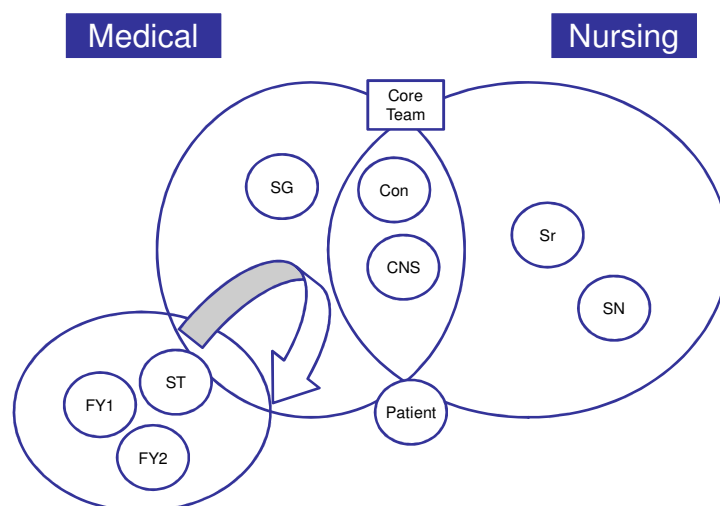 Medical
Nursing
Core
Team
SG
Con
Sr
CNS
SN
ST
FY1
Patient
FY2